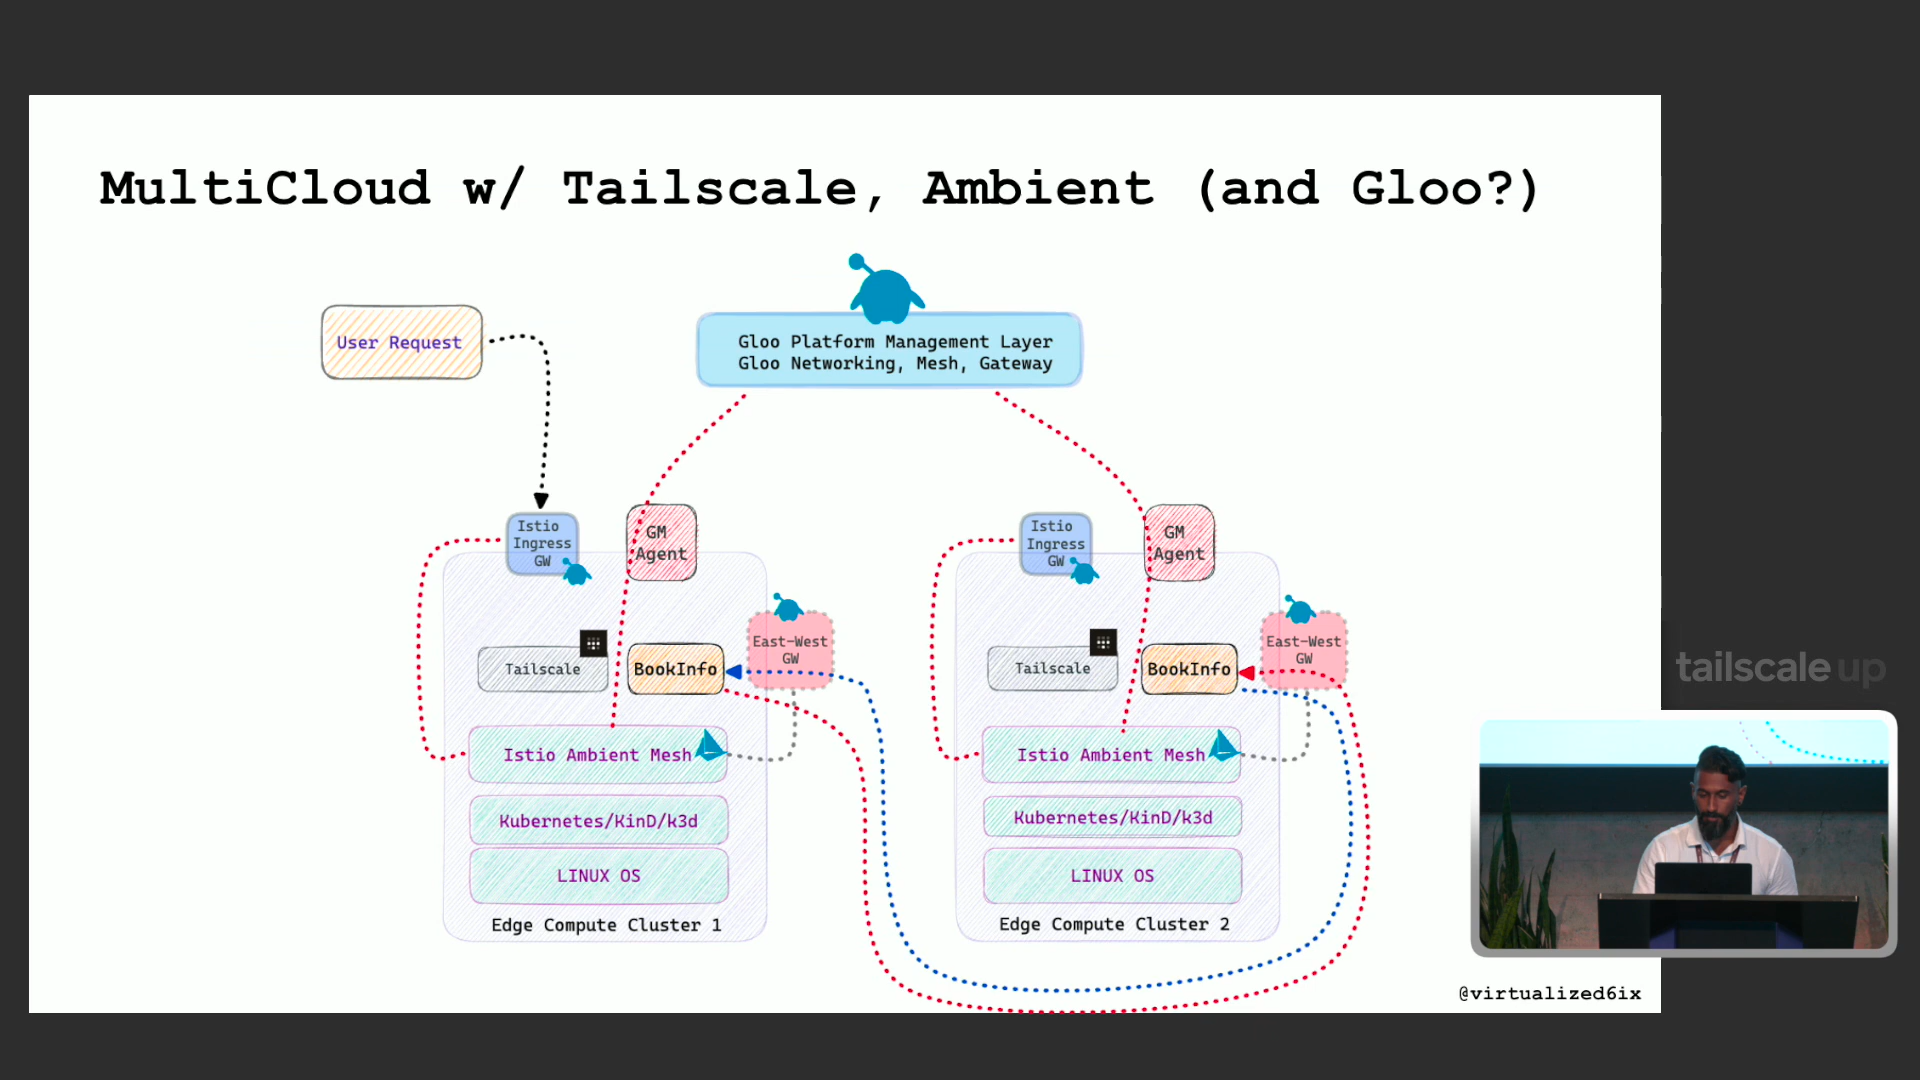 MultiCloud w/ Tailscale, Ambient (and Gloo?)
User Request
Gloo Platform Management Layer
Gloo Networking, Mesh, Gateway
Istio
Ingress
GW
GM
Agent
Tailscale
BookInfo
East-West
GW
Istio Ambient Mesh
Kubernetes/KinD/k3d
LINUX OS
Edge Compute Cluster 1
Istio
Ingress
GW
GM
Agent
Tailscale
BookInfo
East-West
GW
Istio Ambient Mesh
Kubernetes/KinD/k3d
LINUX OS
Edge Compute Cluster 2
@virtualized6ix
tailscale up